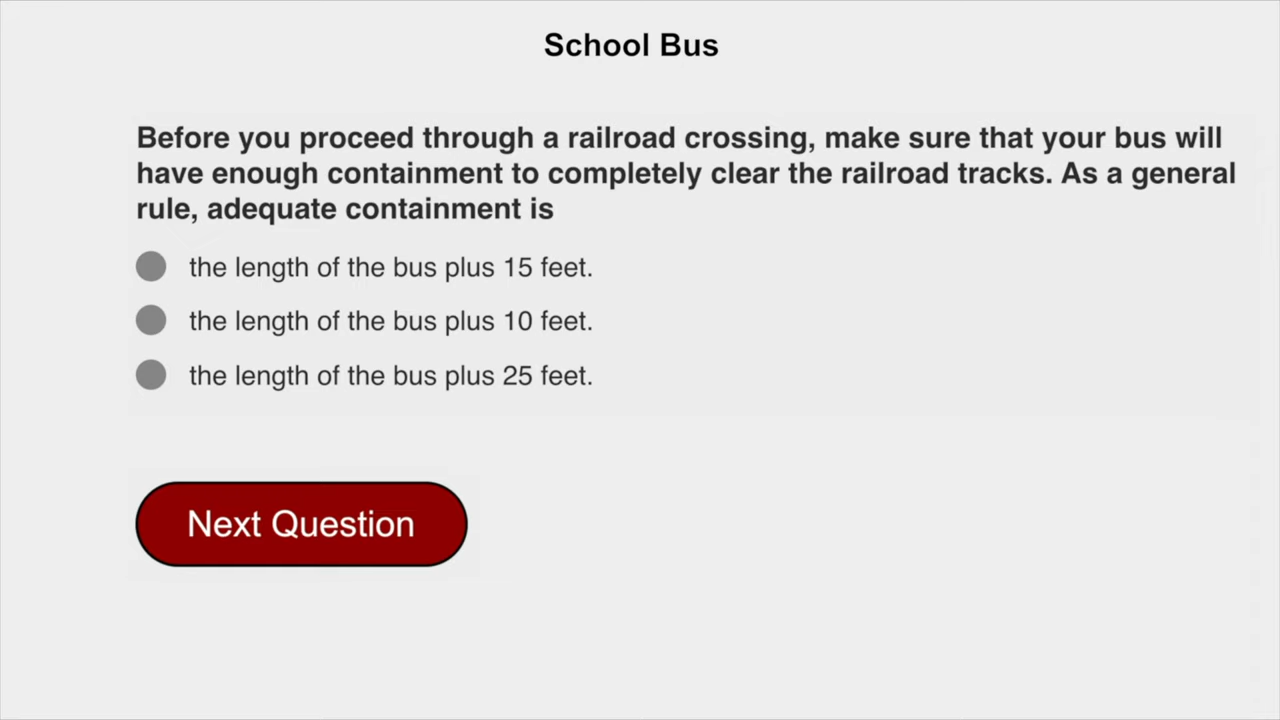 School Bus
Before you proceed through a railroad crossing, make sure that your bus will
have enough containment to completely clear the railroad tracks. As a general
rule, adequate containment is
the length of the bus plus 15 feet.
the length of the bus plus 10 feet.
the length of the bus plus 25 feet.
Next Question